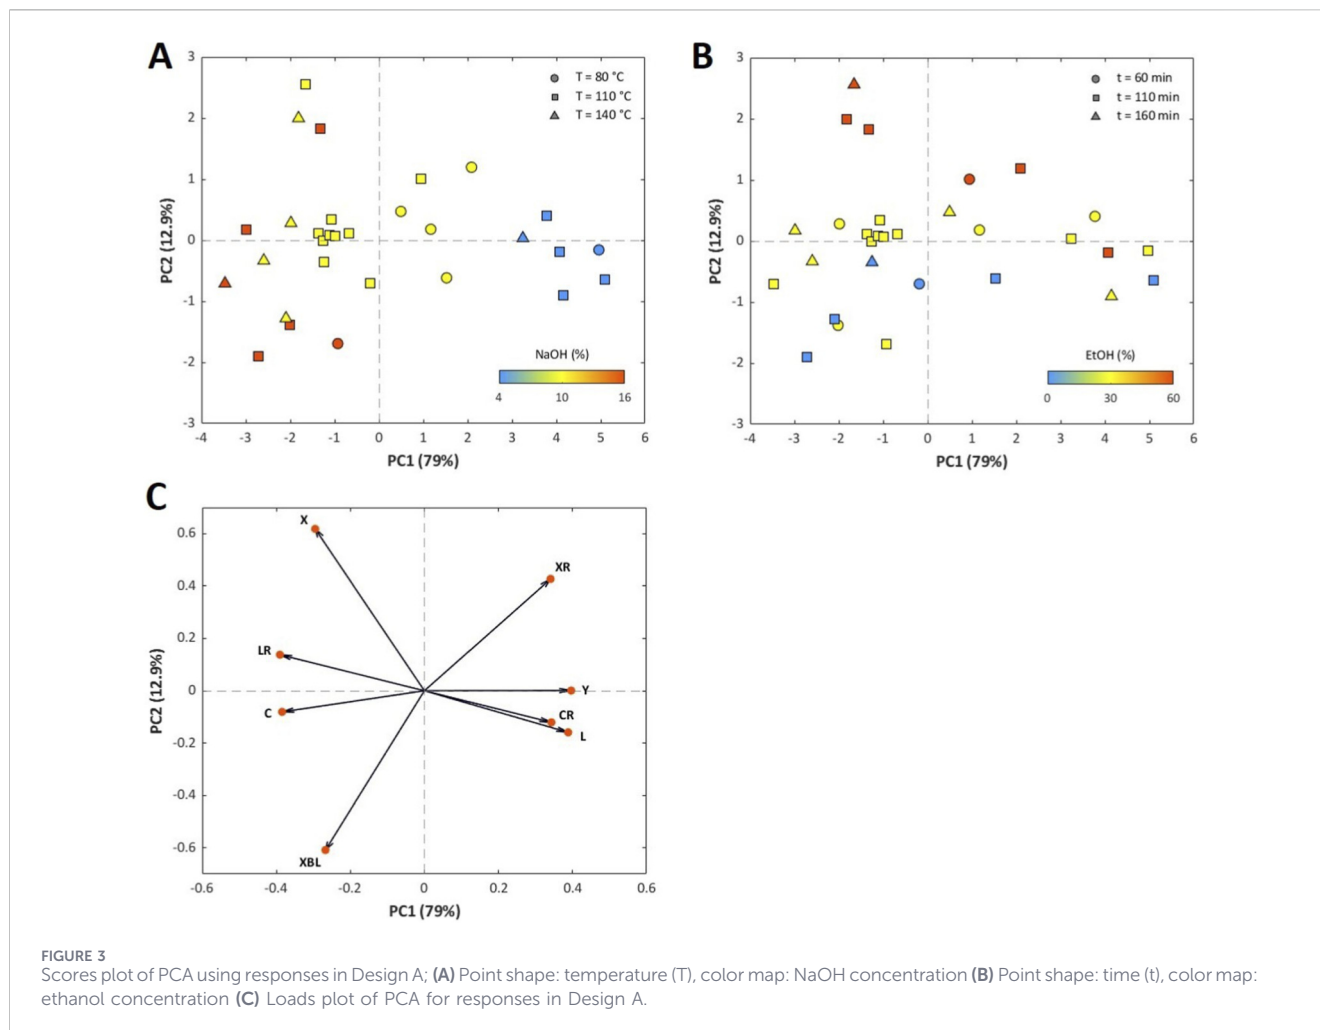 A
3
2
1
0
-1
-2
-3
PC2 (12.9%)
T = 80 °C
T = 110 °C
T = 140 °C
NaOH (%)
4 10 16
-4 -3 -2 -1 0 1 2 3 4 5 6
PC1 (79%)
B
3
2
1
0
-1
-2
-3
PC2 (12.9%)
t = 60 min
t = 110 min
t = 160 min
EtOH (%)
0 30 60
-4 -3 -2 -1 0 1 2 3 4 5 6
PC1 (79%)
C
0.6
0.4
0.2
0
-0.2
-0.4
-0.6
PC2 (12.9%)
X
XR
LR
Y
C
CR
L
XBL
-0.6 -0.4 -0.2 0 0.2 0.4 0.6
PC1 (79%)
FIGURE 3
Scores plot of PCA using responses in Design A; (A) Point shape: temperature (T), color map: NaOH concentration (B) Point shape: time (t), color map:
ethanol concentration (C) Loads plot of PCA for responses in Design A.